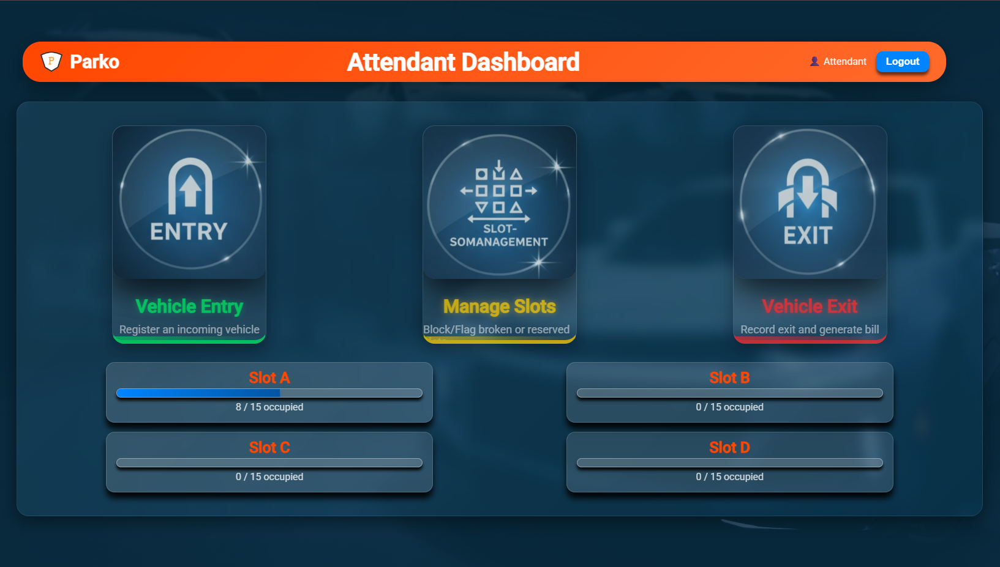 P Parko
Attendant Dashboard
Attendant
Logout
ENTRY
SLOT-
SOMANAGEMENT
EXIT
Vehicle Entry
Register an incoming vehicle
Manage Slots
Block/Flag broken or reserved
Vehicle Exit
Record exit and generate bill
Slot A
8 / 15 occupied
Slot B
0 / 15 occupied
Slot C
0 / 15 occupied
Slot D
0 / 15 occupied